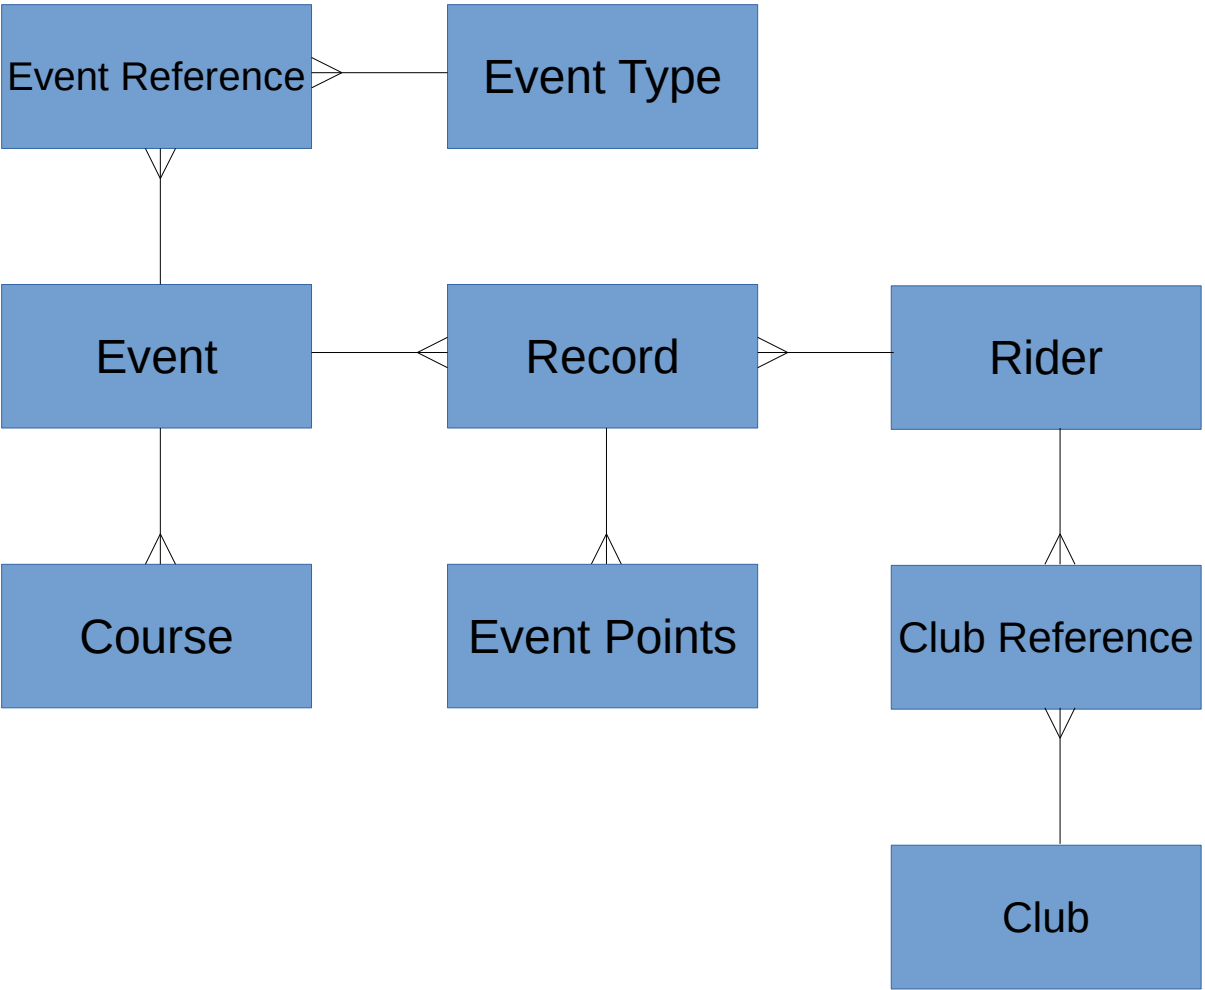 Event Reference
Event Type
Event
Record
Rider
Course
Event Points
Club Reference
Club